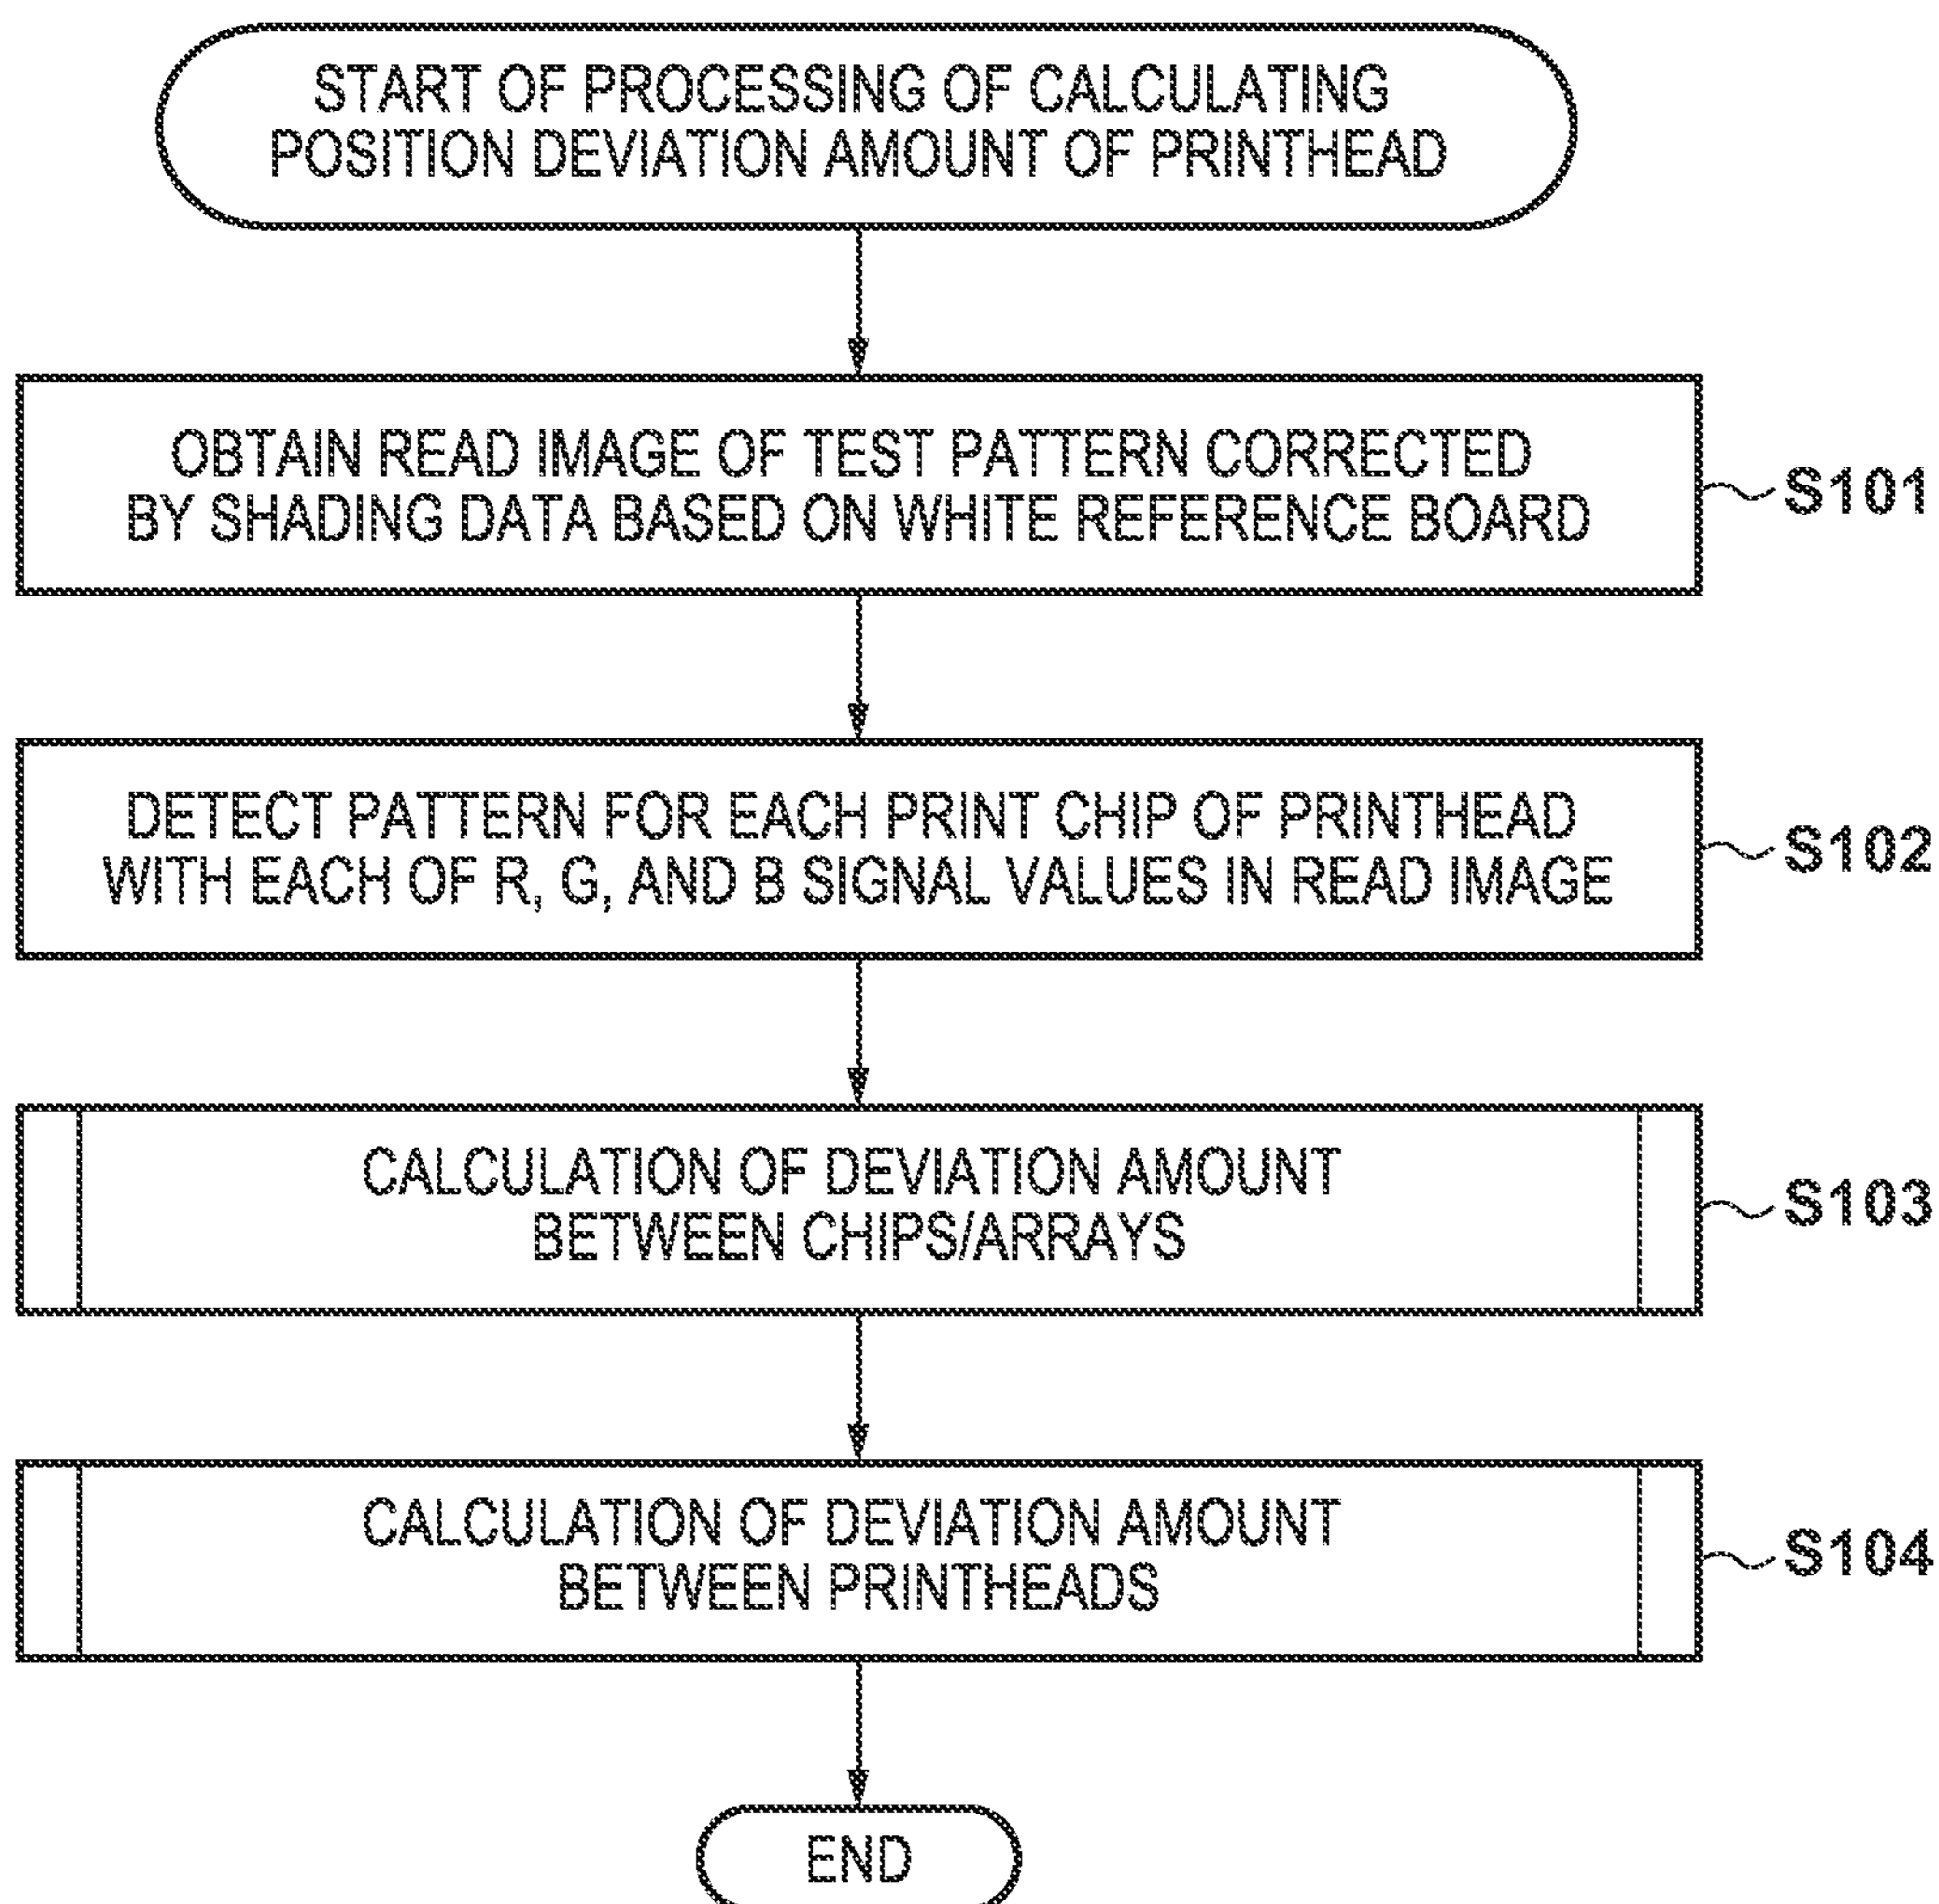 START OF PROCESSING OF CALCULATING
POSITION DEVIATION AMOUNT OF PRINTHEAD
OBTAIN READ IMAGE OF TEST PATTERN CORRECTED
BY SHADING DATA BASED ON WHITE REFERENCE BOARD
S101
DETECT PATTERN FOR EACH PRINT CHIP OF PRINTHEAD
WITH EACH OF R, G, AND B SIGNAL VALUES IN READ IMAGE
S102
CALCULATION OF DEVIATION AMOUNT
BETWEEN CHIPS/ARRAYS
S103
CALCULATION OF DEVIATION AMOUNT
BETWEEN PRINTHEADS
S104
END